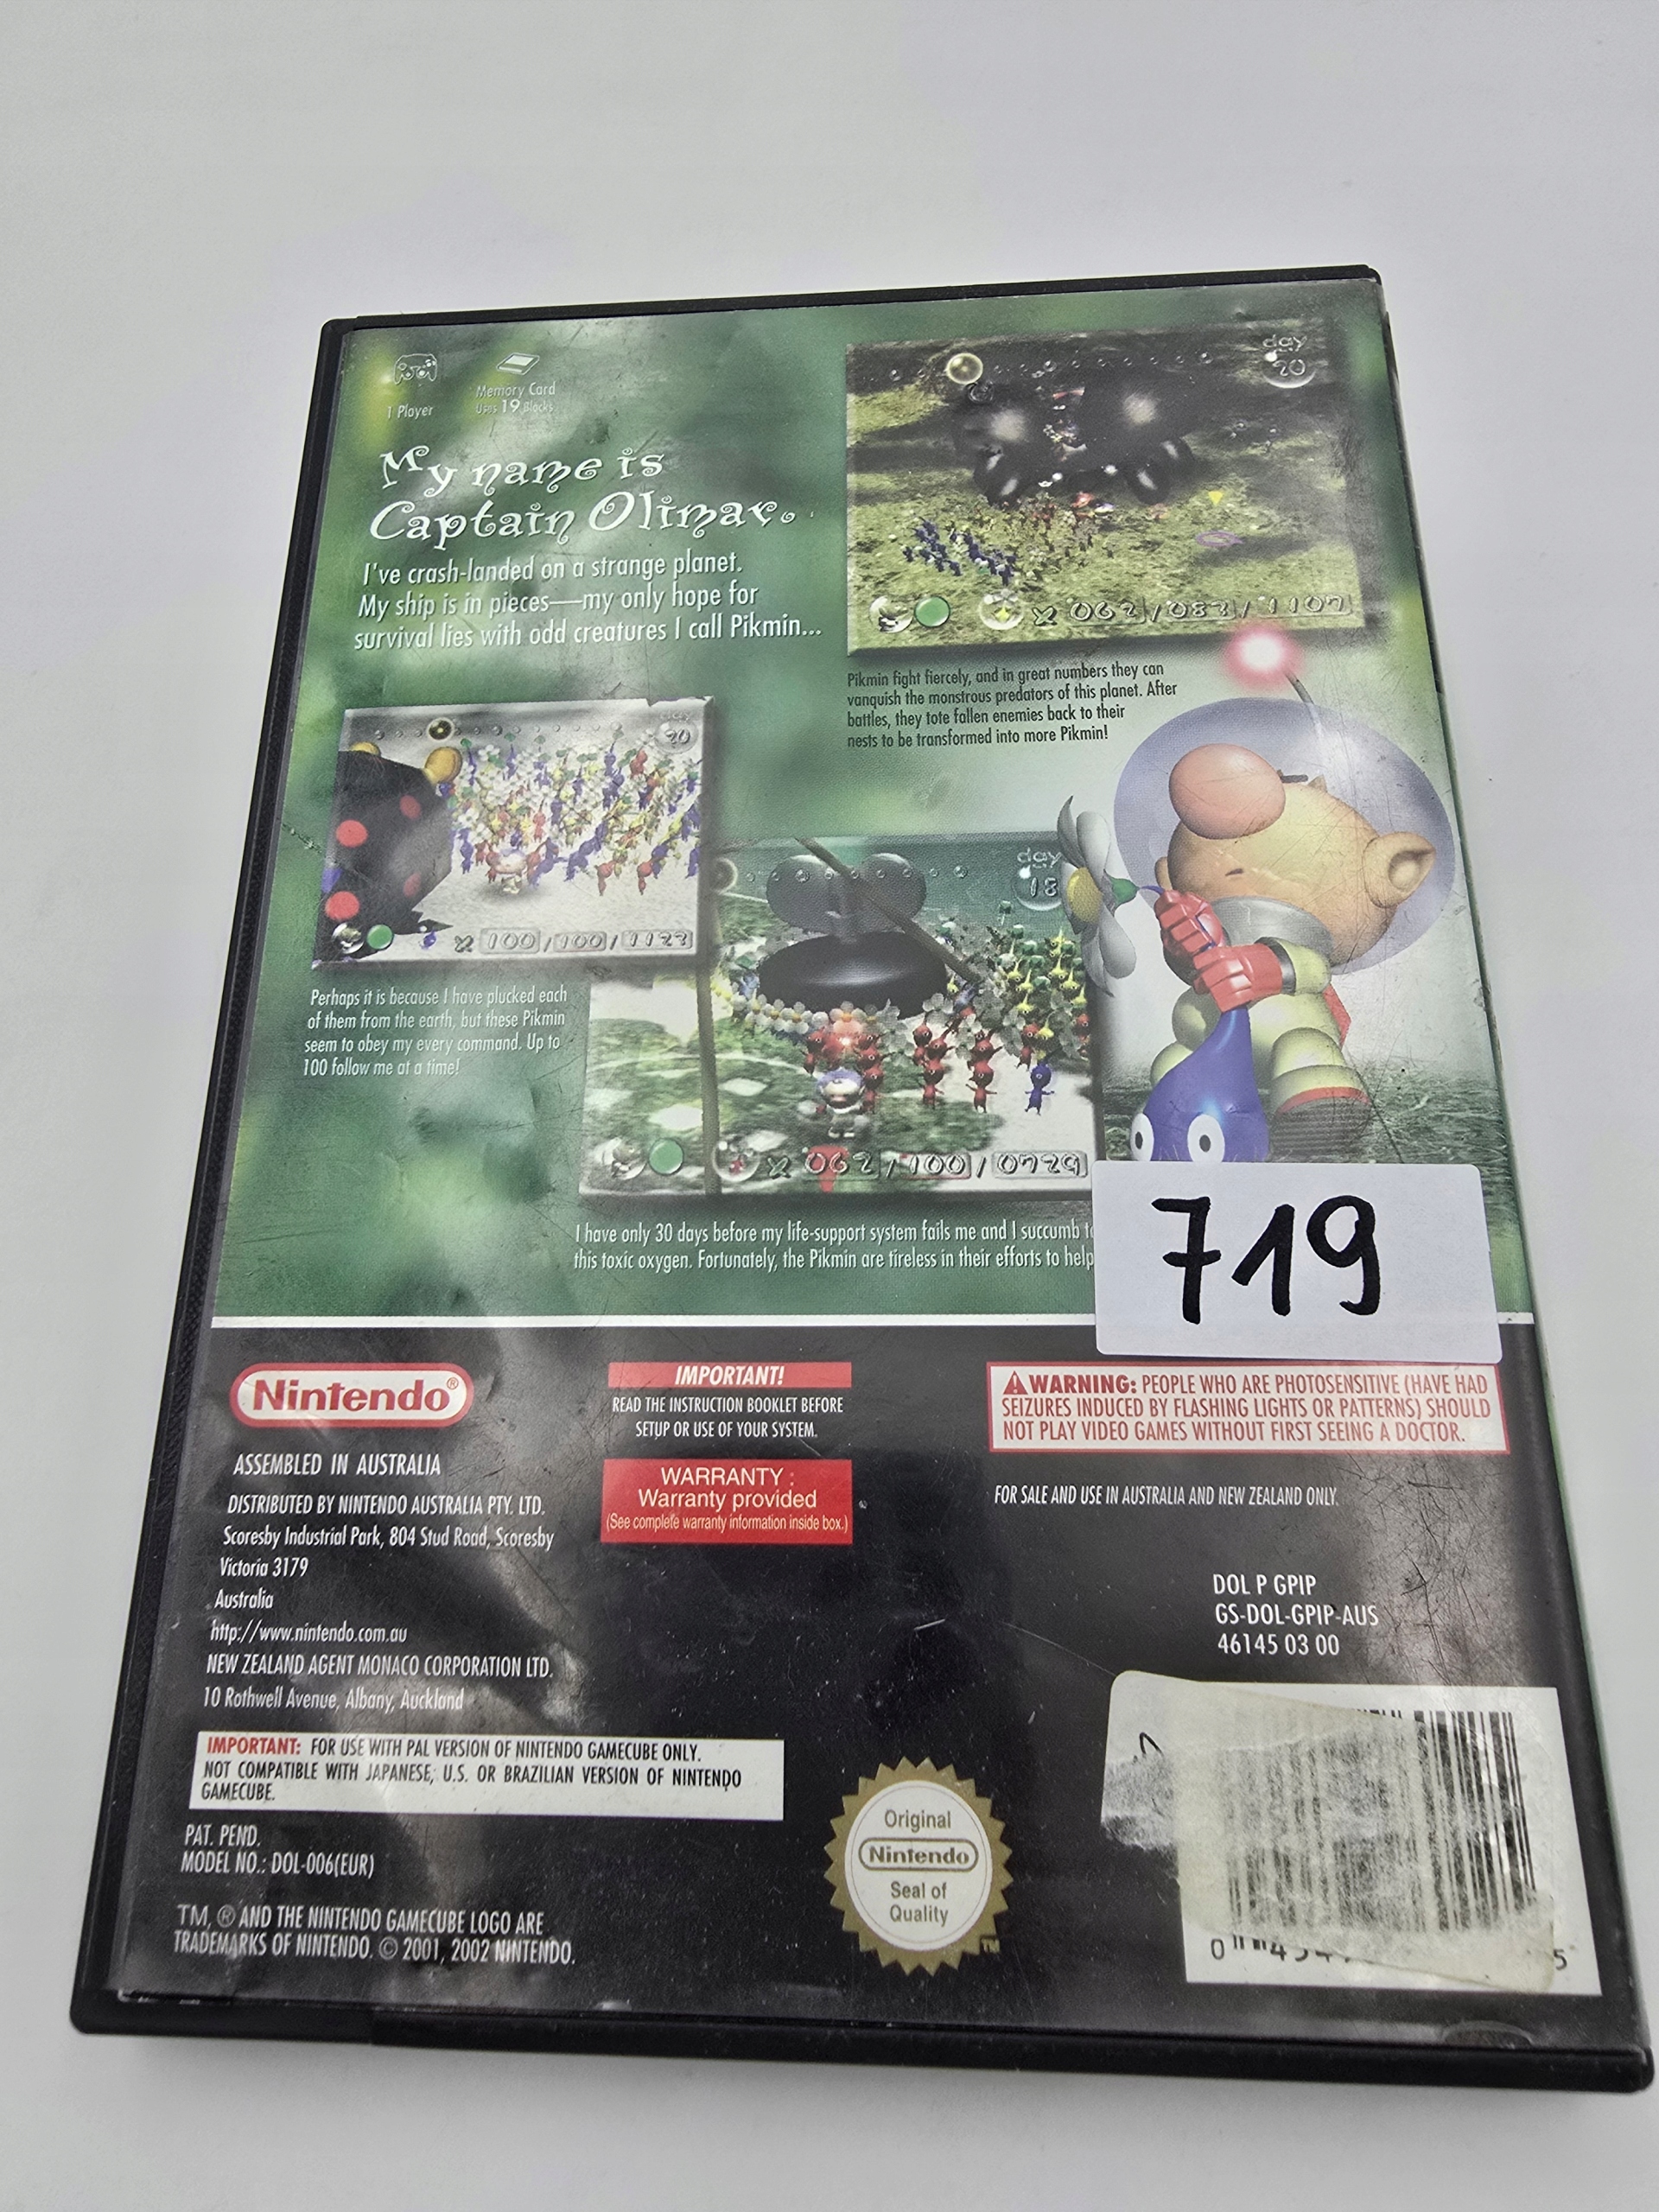 1 Player
Memory Card
Uses 19 Blocks
My name is
Captain Olimar.
I've crash-landed on a strange planet.
My ship is in pieces—my only hope for
survival lies with odd creatures I call Pikmin...
day
20
062/083/1107
Pikmin fight fiercely, and in great numbers they can
vanquish the monstrous predators of this planet. After
battles, they tote fallen enemies back to their
nests to be transformed into more Pikmin!
day
20
x 100/100/1123
Perhaps it is because I have plucked each
of them from the earth, but these Pikmin
seem to obey my every command. Up to
100 follow me at a time!
day
18
x 062/100/0729
I have only 30 days before my life-support system fails me and I succumb to
this toxic oxygen. Fortunately, the Pikmin are tireless in their efforts to help
719
Nintendo®
ASSEMBLED IN AUSTRALIA
DISTRIBUTED BY NINTENDO AUSTRALIA PTY. LTD.
Scoresby Industrial Park, 804 Stud Road, Scoresby
Victoria 3179
Australia
http://www.nintendo.com.au
NEW ZEALAND AGENT MONACO CORPORATION LTD.
10 Rothwell Avenue, Albany, Auckland
IMPORTANT!
READ THE INSTRUCTION BOOKLET BEFORE
SETUP OR USE OF YOUR SYSTEM.
WARRANTY :
Warranty provided
(See complete warranty information inside box.)
WARNING: PEOPLE WHO ARE PHOTOSENSITIVE (HAVE HAD
SEIZURES INDUCED BY FLASHING LIGHTS OR PATTERNS) SHOULD
NOT PLAY VIDEO GAMES WITHOUT FIRST SEEING A DOCTOR.
FOR SALE AND USE IN AUSTRALIA AND NEW ZEALAND ONLY.
DOL P GPIP
GS-DOL-GPIP-AUS
46145 03 00
IMPORTANT: FOR USE WITH PAL VERSION OF NINTENDO GAMECUBE ONLY.
NOT COMPATIBLE WITH JAPANESE, U.S. OR BRAZILIAN VERSION OF NINTENDO
GAMECUBE.
PAT. PEND.
MODEL NO.: DOL-006(EUR)
TM, ® AND THE NINTENDO GAMECUBE LOGO ARE
TRADEMARKS OF NINTENDO. © 2001, 2002 NINTENDO.
Original
Nintendo
Seal of
Quality
TM
0
5